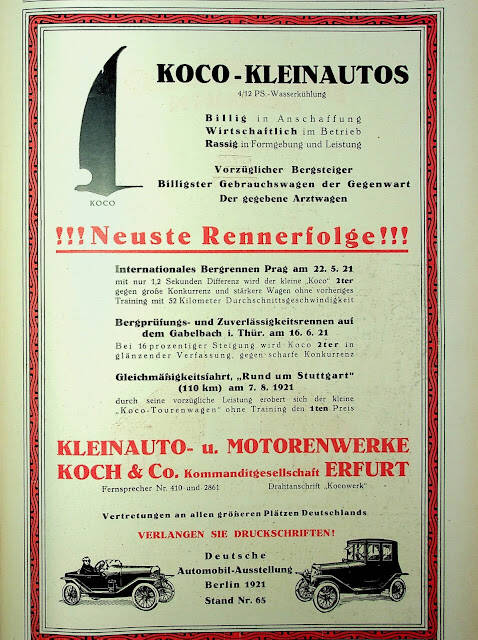 KOCO-KLEINAUTOS
4/12 PS.-Wasserkühlung
Billig in Anschaffung
Wirtschaftlich im Betrieb
Rassig in Formgebung und Leistung
KOCO
Vorzüglicher Bergsteiger
Billigster Gebrauchswagen der Gegenwart
Der gegebene Arztwagen
!!!Neuste Rennerfolge!!!
Internationales Bergrennen Prag am 22. 5. 21
mit nur 1,2 Sekunden Differenz wird der kleine „Koco" 2ter
gegen große Konkurrenz und stärkere Wagen ohne vorheriges
Training mit 52 Kilometer Durchschnittsgeschwindigkeit
Bergprüfungs- und Zuverlässigkeitsrennen auf
dem Gabelbach i. Thür. am 16. 6. 21
Bei 16 prozentiger Steigung wird Koco 2ter in
glänzender Verfassung, gegen scharfe Konkurrenz
Gleichmäßigkeitsfahrt, „Rund um Stuttgart"
(110 km) am 7. 8. 1921
durch seine vorzügliche Leistung erobert sich der kleine
„Koco-Tourenwagen" ohne Training den 1ten Preis
KLEINAUTO- u. MOTORENWERKE
KOCH & Co. Kommanditgesellschaft ERFURT
Fernsprecher Nr. 410 und 2861 Drahtanschrift „Kocowerk"
Vertretungen an allen größeren Plätzen Deutschlands
VERLANGEN SIE DRUCKSCHRIFTEN!
Deutsche
Automobil-Ausstellung
Berlin 1921
Stand Nr. 65